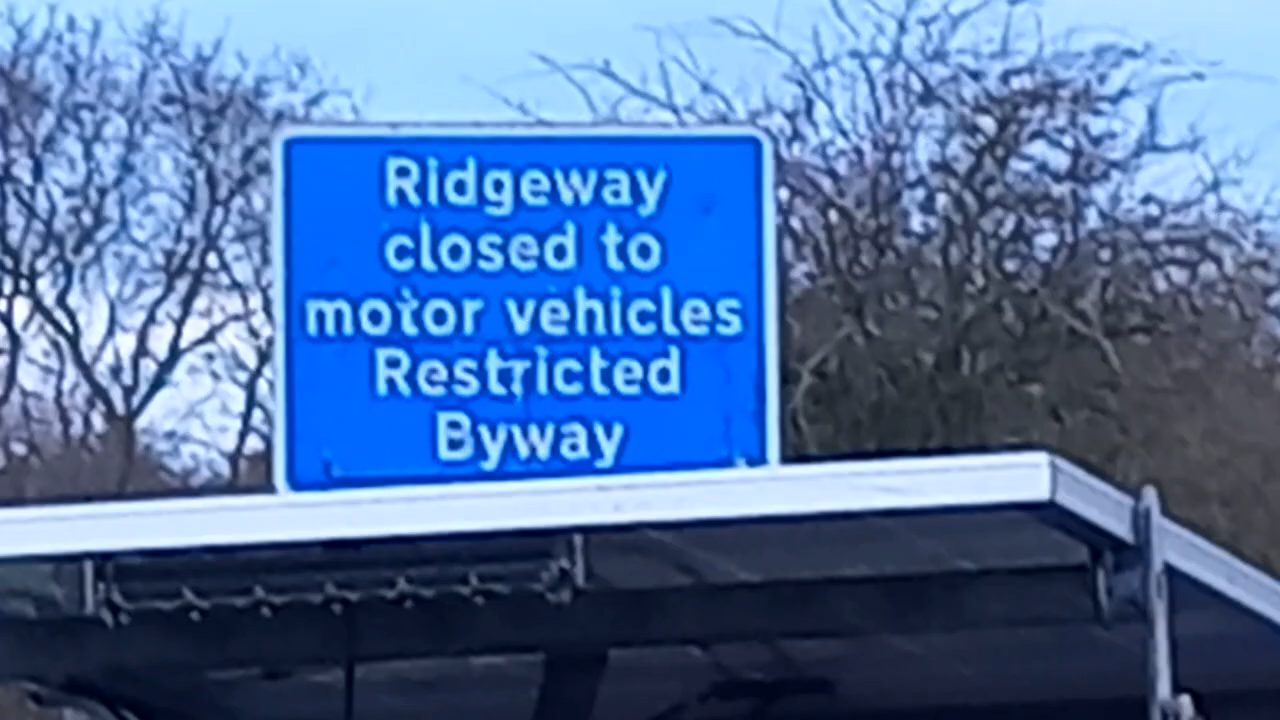 Ridgeway
closed to
motor vehicles
Restricted
Byway